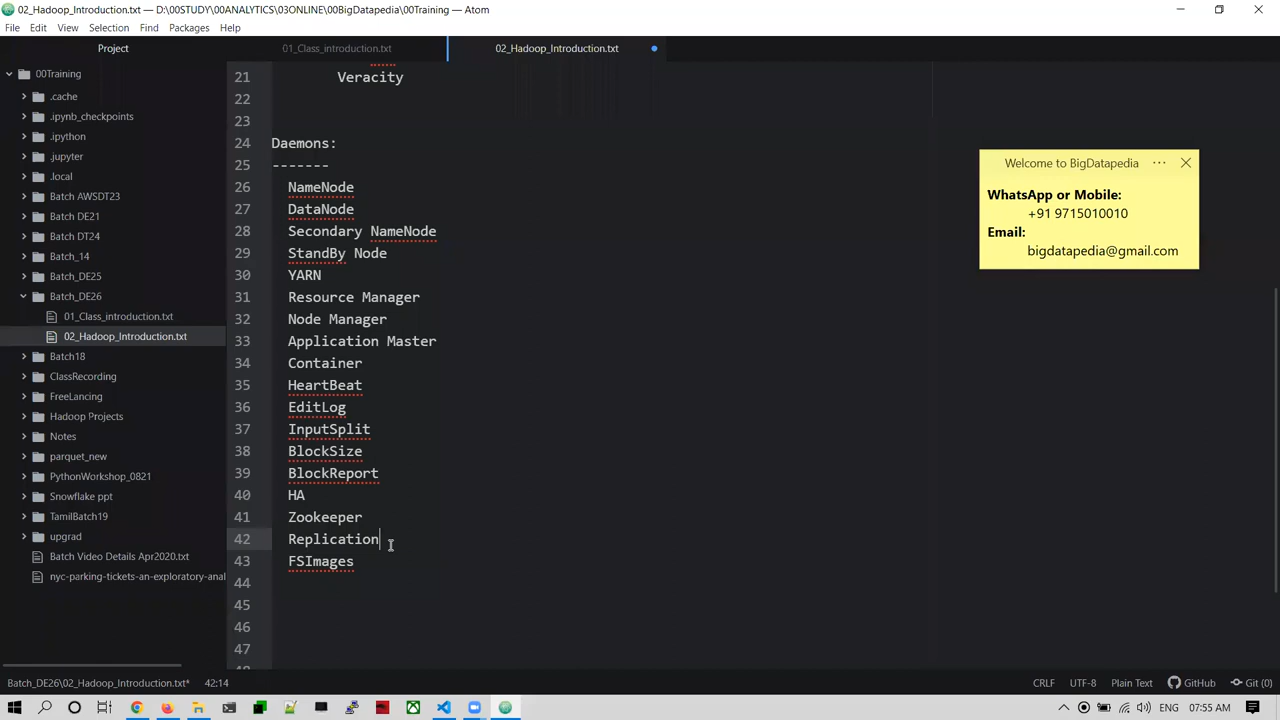 02_Hadoop_Introduction.txt — D:\00STUDY\00ANALYTICS\03ONLINE\00BigDatapedia\00Training — Atom
File Edit View Selection Find Packages Help
Project
01_Class_introduction.txt
02_Hadoop_Introduction.txt
00Training
.cache
.ipynb_checkpoints
.ipython
.jupyter
.local
Batch AWSDT23
Batch DE21
Batch DT24
Batch_14
Batch_DE25
Batch_DE26
01_Class_introduction.txt
02_Hadoop_Introduction.txt
Batch18
ClassRecording
FreeLancing
Hadoop Projects
Notes
parquet_new
PythonWorkshop_0821
Snowflake ppt
TamilBatch19
upgrad
Batch Video Details Apr2020.txt
nyc-parking-tickets-an-exploratory-anal
21 Veracity
22
23
24 Daemons:
25 -------
26 NameNode
27 DataNode
28 Secondary NameNode
29 StandBy Node
30 YARN
31 Resource Manager
32 Node Manager
33 Application Master
34 Container
35 HeartBeat
36 EditLog
37 InputSplit
38 BlockSize
39 BlockReport
40 HA
41 Zookeeper
42 Replication
43 FSImages
44
45
46
47
Welcome to BigDatapedia
WhatsApp or Mobile:
+91 9715010010
Email:
bigdatapedia@gmail.com
Batch_DE26\02_Hadoop_Introduction.txt* 42:14
CRLF UTF-8 Plain Text GitHub Git (0)
ENG 07:55 AM